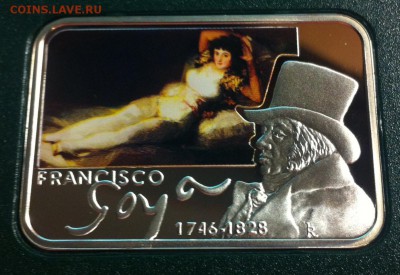 COINS.LAVE.RU
FRANCISCO
Goya
1746-1828